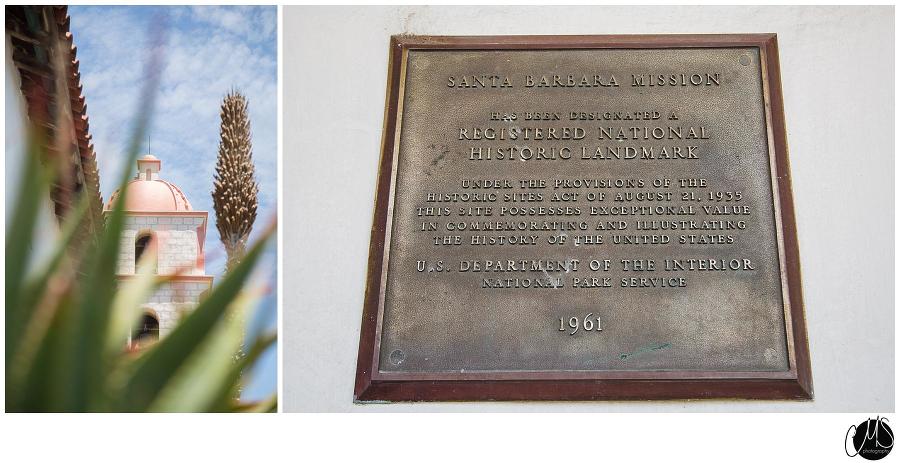 SANTA BARBARA MISSION
HAS BEEN DESIGNATED A
REGISTERED NATIONAL
HISTORIC LANDMARK
UNDER THE PROVISIONS OF THE
HISTORIC SITES ACT OF AUGUST 21, 1935
THIS SITE POSSESSES EXCEPTIONAL VALUE
IN COMMEMORATING AND ILLUSTRATING
THE HISTORY OF THE UNITED STATES
U.S. DEPARTMENT OF THE INTERIOR
NATIONAL PARK SERVICE
1961
CMS
photography